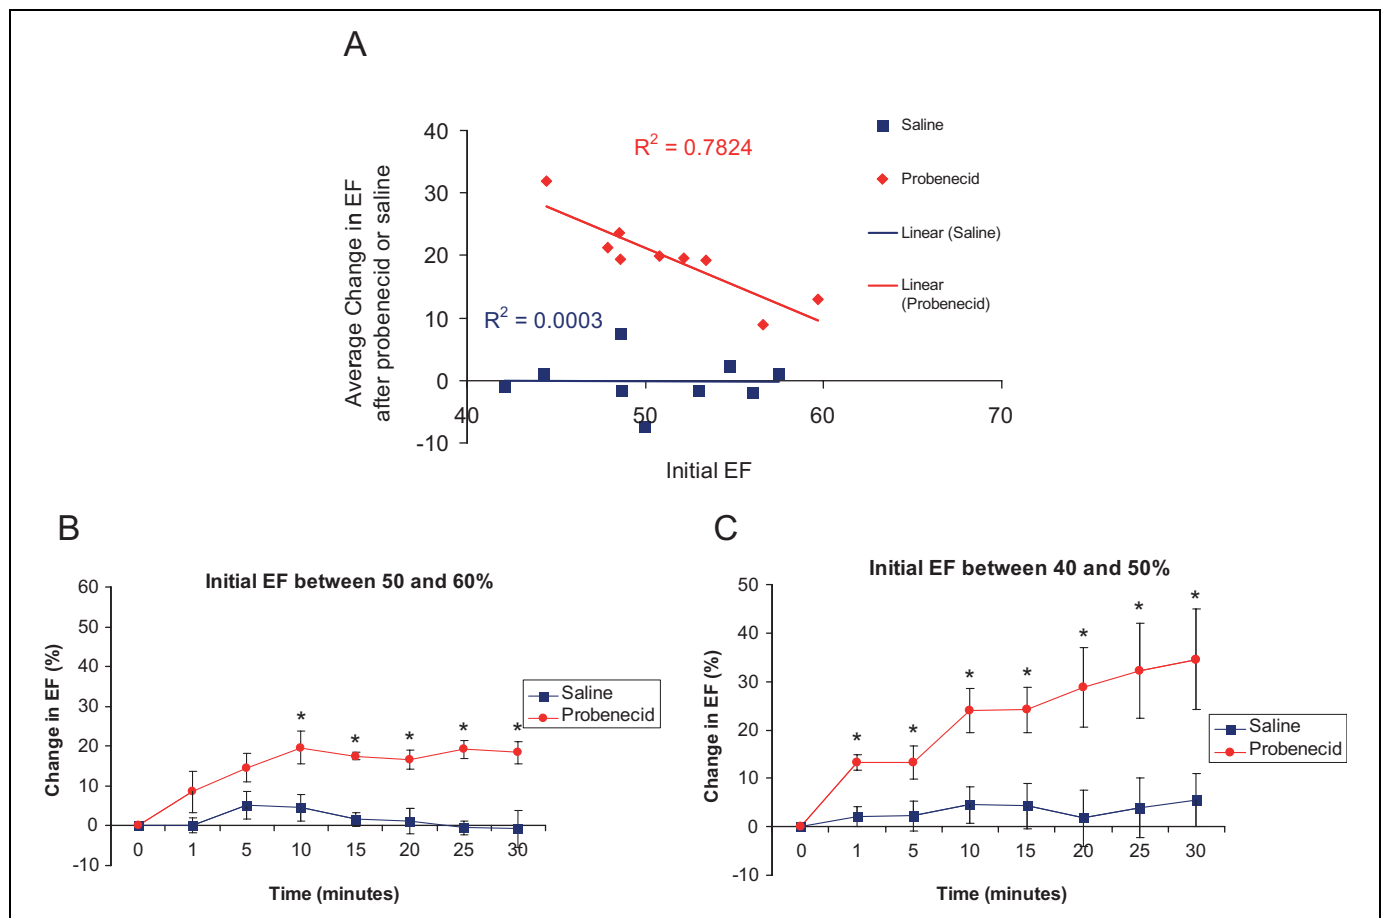 A
40
30
20
10
0
-10
40
50
60
70
Average Change in EF
after probenecid or saline
Initial EF
R² = 0.7824
R² = 0.0003
Saline
Probenecid
Linear (Saline)
Linear
(Probenecid)
B
Initial EF between 50 and 60%
60
50
40
30
20
10
0
-10
Change in EF (%)
* * * * *
0 1 5 10 15 20 25 30
Time (minutes)
Saline
Probenecid
C
Initial EF between 40 and 50%
50
40
30
20
10
0
-10
Change in EF (%)
* * * * * * *
0 1 5 10 15 20 25 30
Time (minutes)
Saline
Probenecid